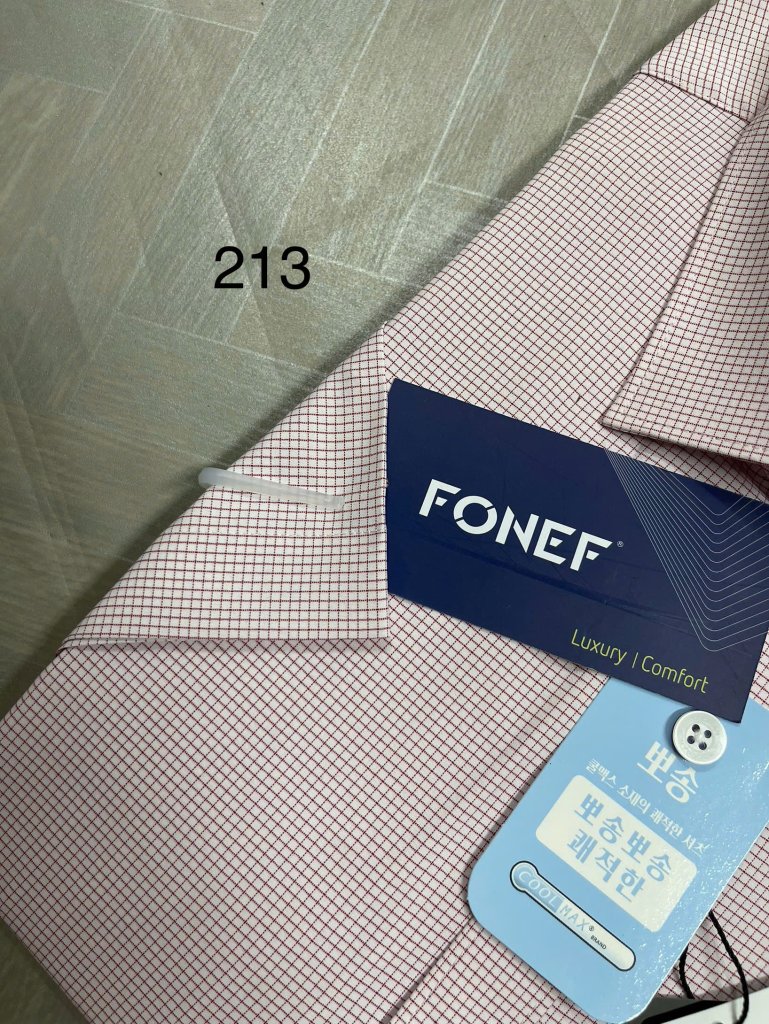 213
FONEF®
Luxury | Comfort
뽀송
쿨맥스 소재의 쾌적한 셔츠
뽀송뽀송
쾌적한
COOLMAX®
BRAND